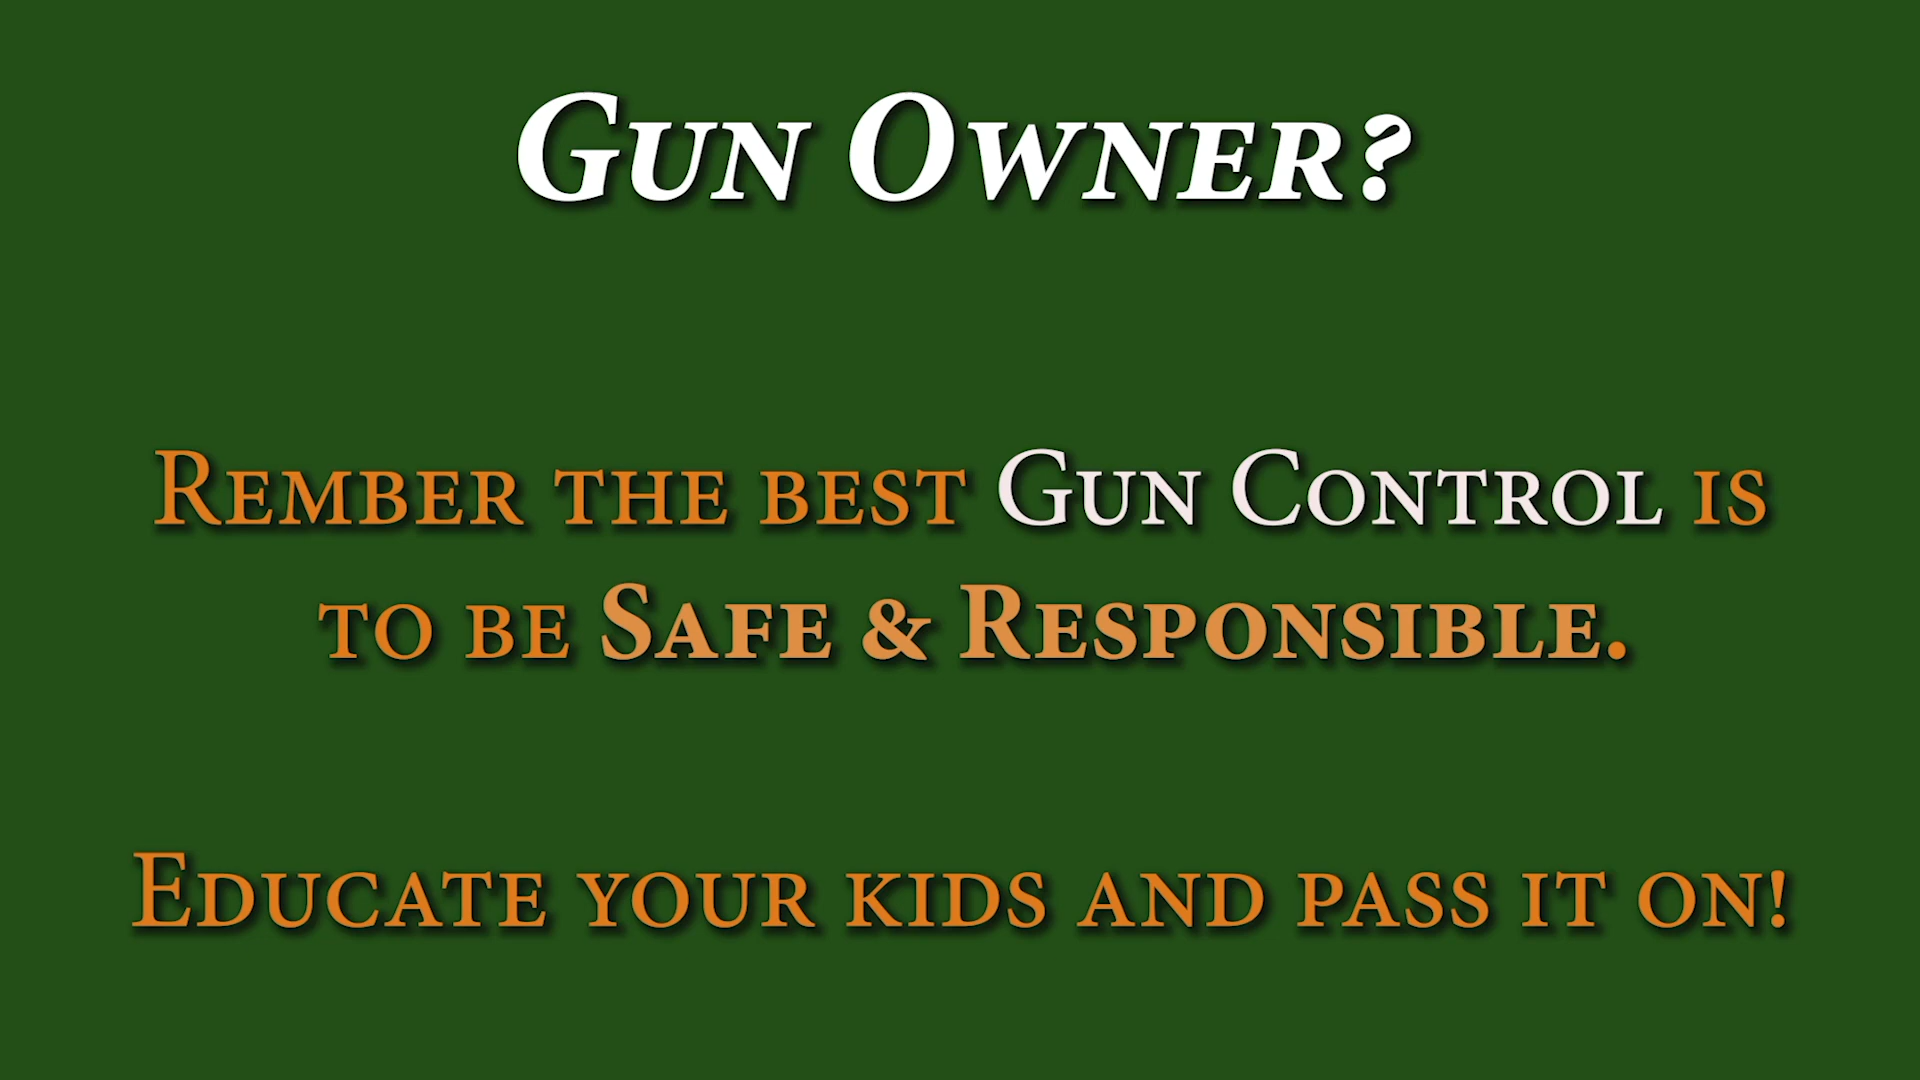 Gun Owner?
Rember the best Gun Control is
to be Safe & Responsible.
Educate your kids and pass it on!